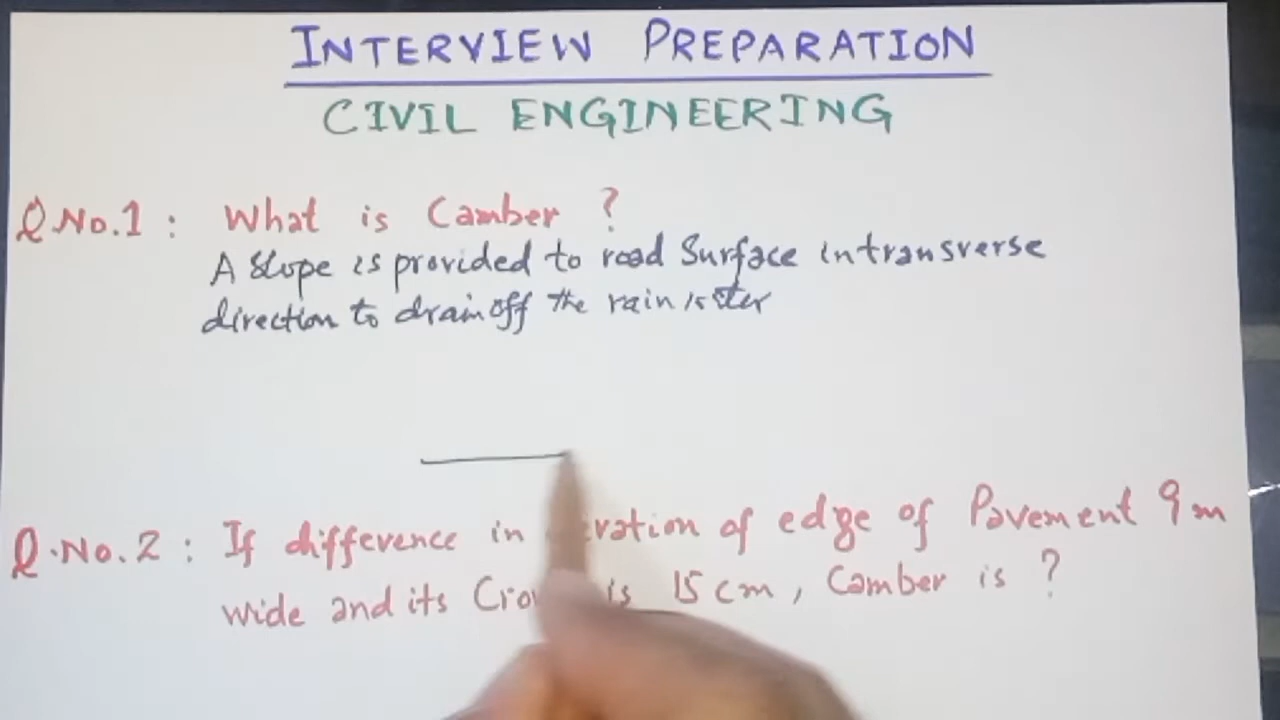 INTERVIEW PREPARATION
CIVIL ENGINEERING
Q.No.1 : What is Camber ?
A slope is provided to road Surface in transverse
direction to drain off the rain
Q.No.2 : If difference in of edge of Pavement 9m
wide and its is 15 cm, Camber is ?